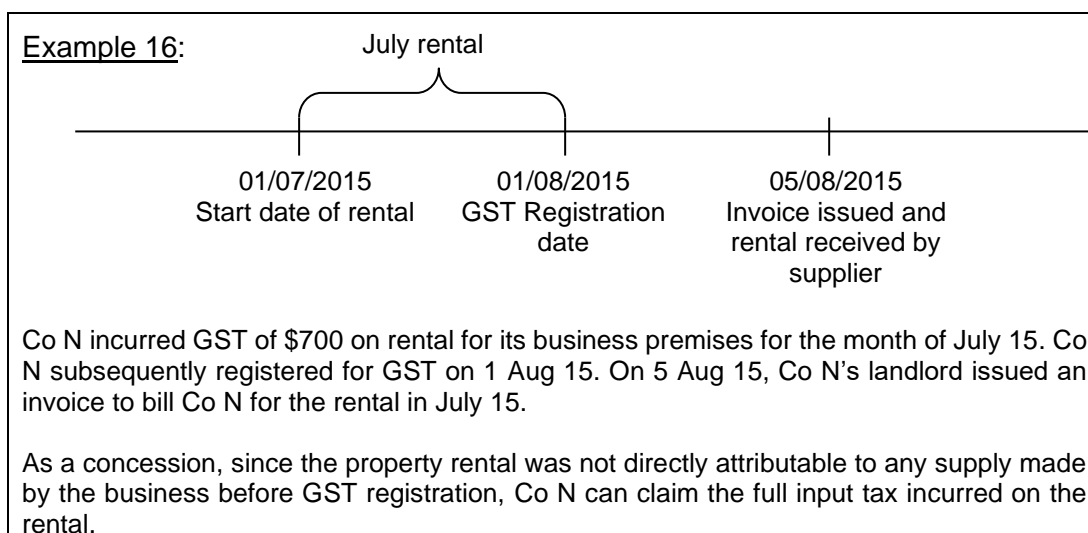 Example 16:
July rental
01/07/2015
Start date of rental
01/08/2015
GST Registration
date
05/08/2015
Invoice issued and
rental received by
supplier
Co N incurred GST of $700 on rental for its business premises for the month of July 15. Co
N subsequently registered for GST on 1 Aug 15. On 5 Aug 15, Co N's landlord issued an
invoice to bill Co N for the rental in July 15.
As a concession, since the property rental was not directly attributable to any supply made
by the business before GST registration, Co N can claim the full input tax incurred on the
rental.